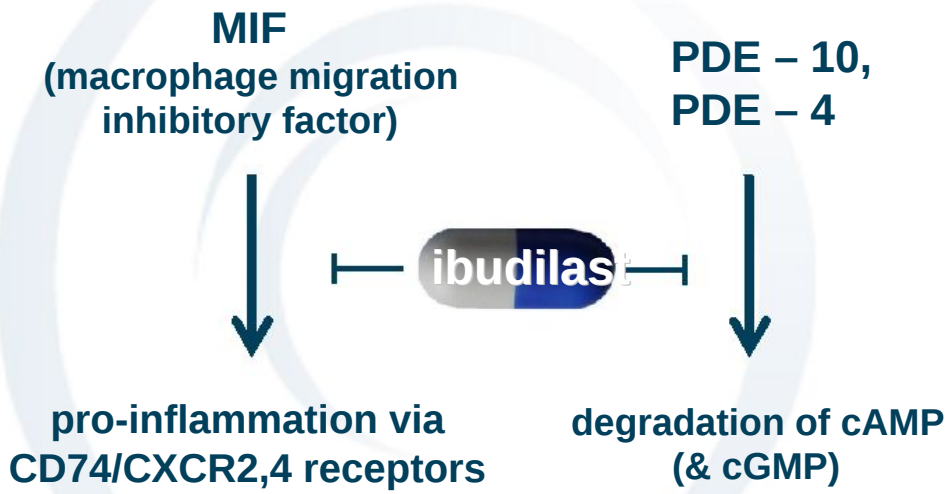 MIF
(macrophage migration
inhibitory factor)
PDE – 10,
PDE – 4
ibudilast
pro-inflammation via
CD74/CXCR2,4 receptors
degradation of cAMP
(& cGMP)